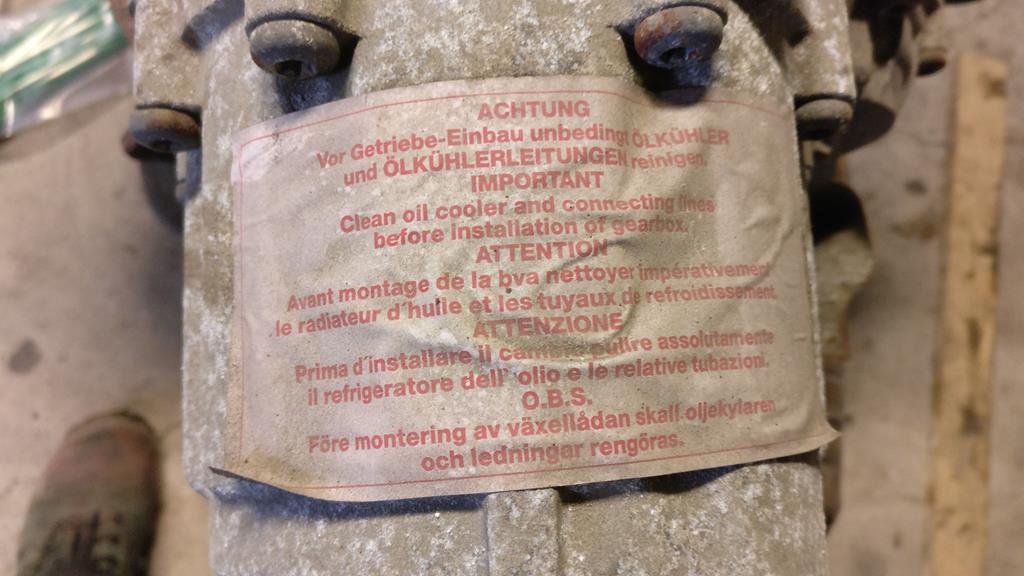 ACHTUNG
Vor Getriebe-Einbau unbedingt ÖLKÜHLER
und ÖLKÜHLERLEITUNGEN reinigen.
IMPORTANT
Clean oil cooler and connecting lines
before installation of gearbox.
ATTENTION
Avant montage de la bva nettoyer impérativement
le radiateur d'huile et les tuyaux de refroidissement.
ATTENZIONE
Prima d'installare il cambio pulire assolutamente
il refrigeratore dell' olio e le relative tubazioni.
O.B.S.
Före montering av växellådan skall oljekylaren
och ledningar rengöras.